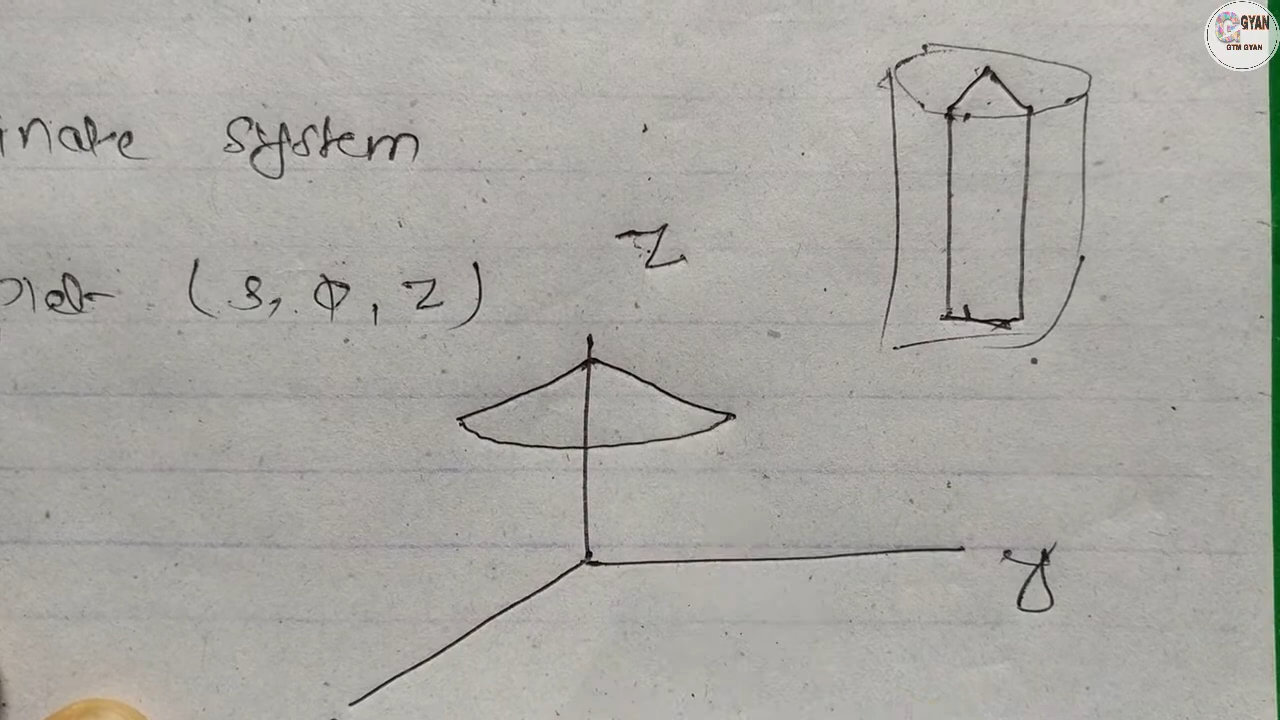 GYAN
GTM GYAN
inate system
(s, φ, z)
Z
y